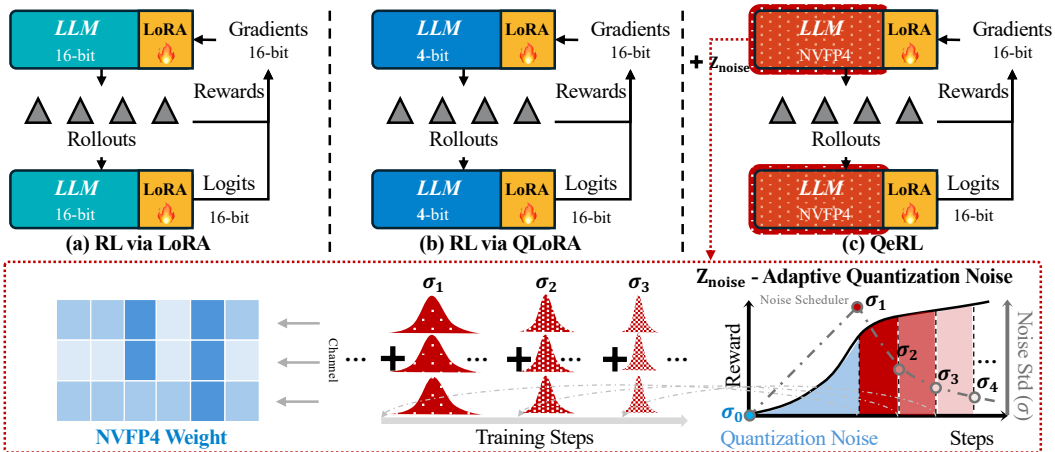 LLM
16-bit
LoRA
Gradients
16-bit
Rewards
Rollouts
LLM
16-bit
LoRA
Logits
16-bit
(a) RL via LoRA
LLM
4-bit
LoRA
Gradients
16-bit
Rewards
Rollouts
LLM
4-bit
LoRA
Logits
16-bit
(b) RL via QLoRA
+ Z_noise
LLM
NVFP4
LoRA
Gradients
16-bit
Rewards
Rollouts
LLM
NVFP4
LoRA
Logits
16-bit
(c) QeRL
Z_noise - Adaptive Quantization Noise
NVFP4 Weight
Channel
σ₁
σ₂
σ₃
... + ... + ... + ...
Training Steps
Noise Scheduler
Reward
σ₀
σ₁
σ₂
σ₃
σ₄
...
Noise Std (σ)
Quantization Noise
Steps